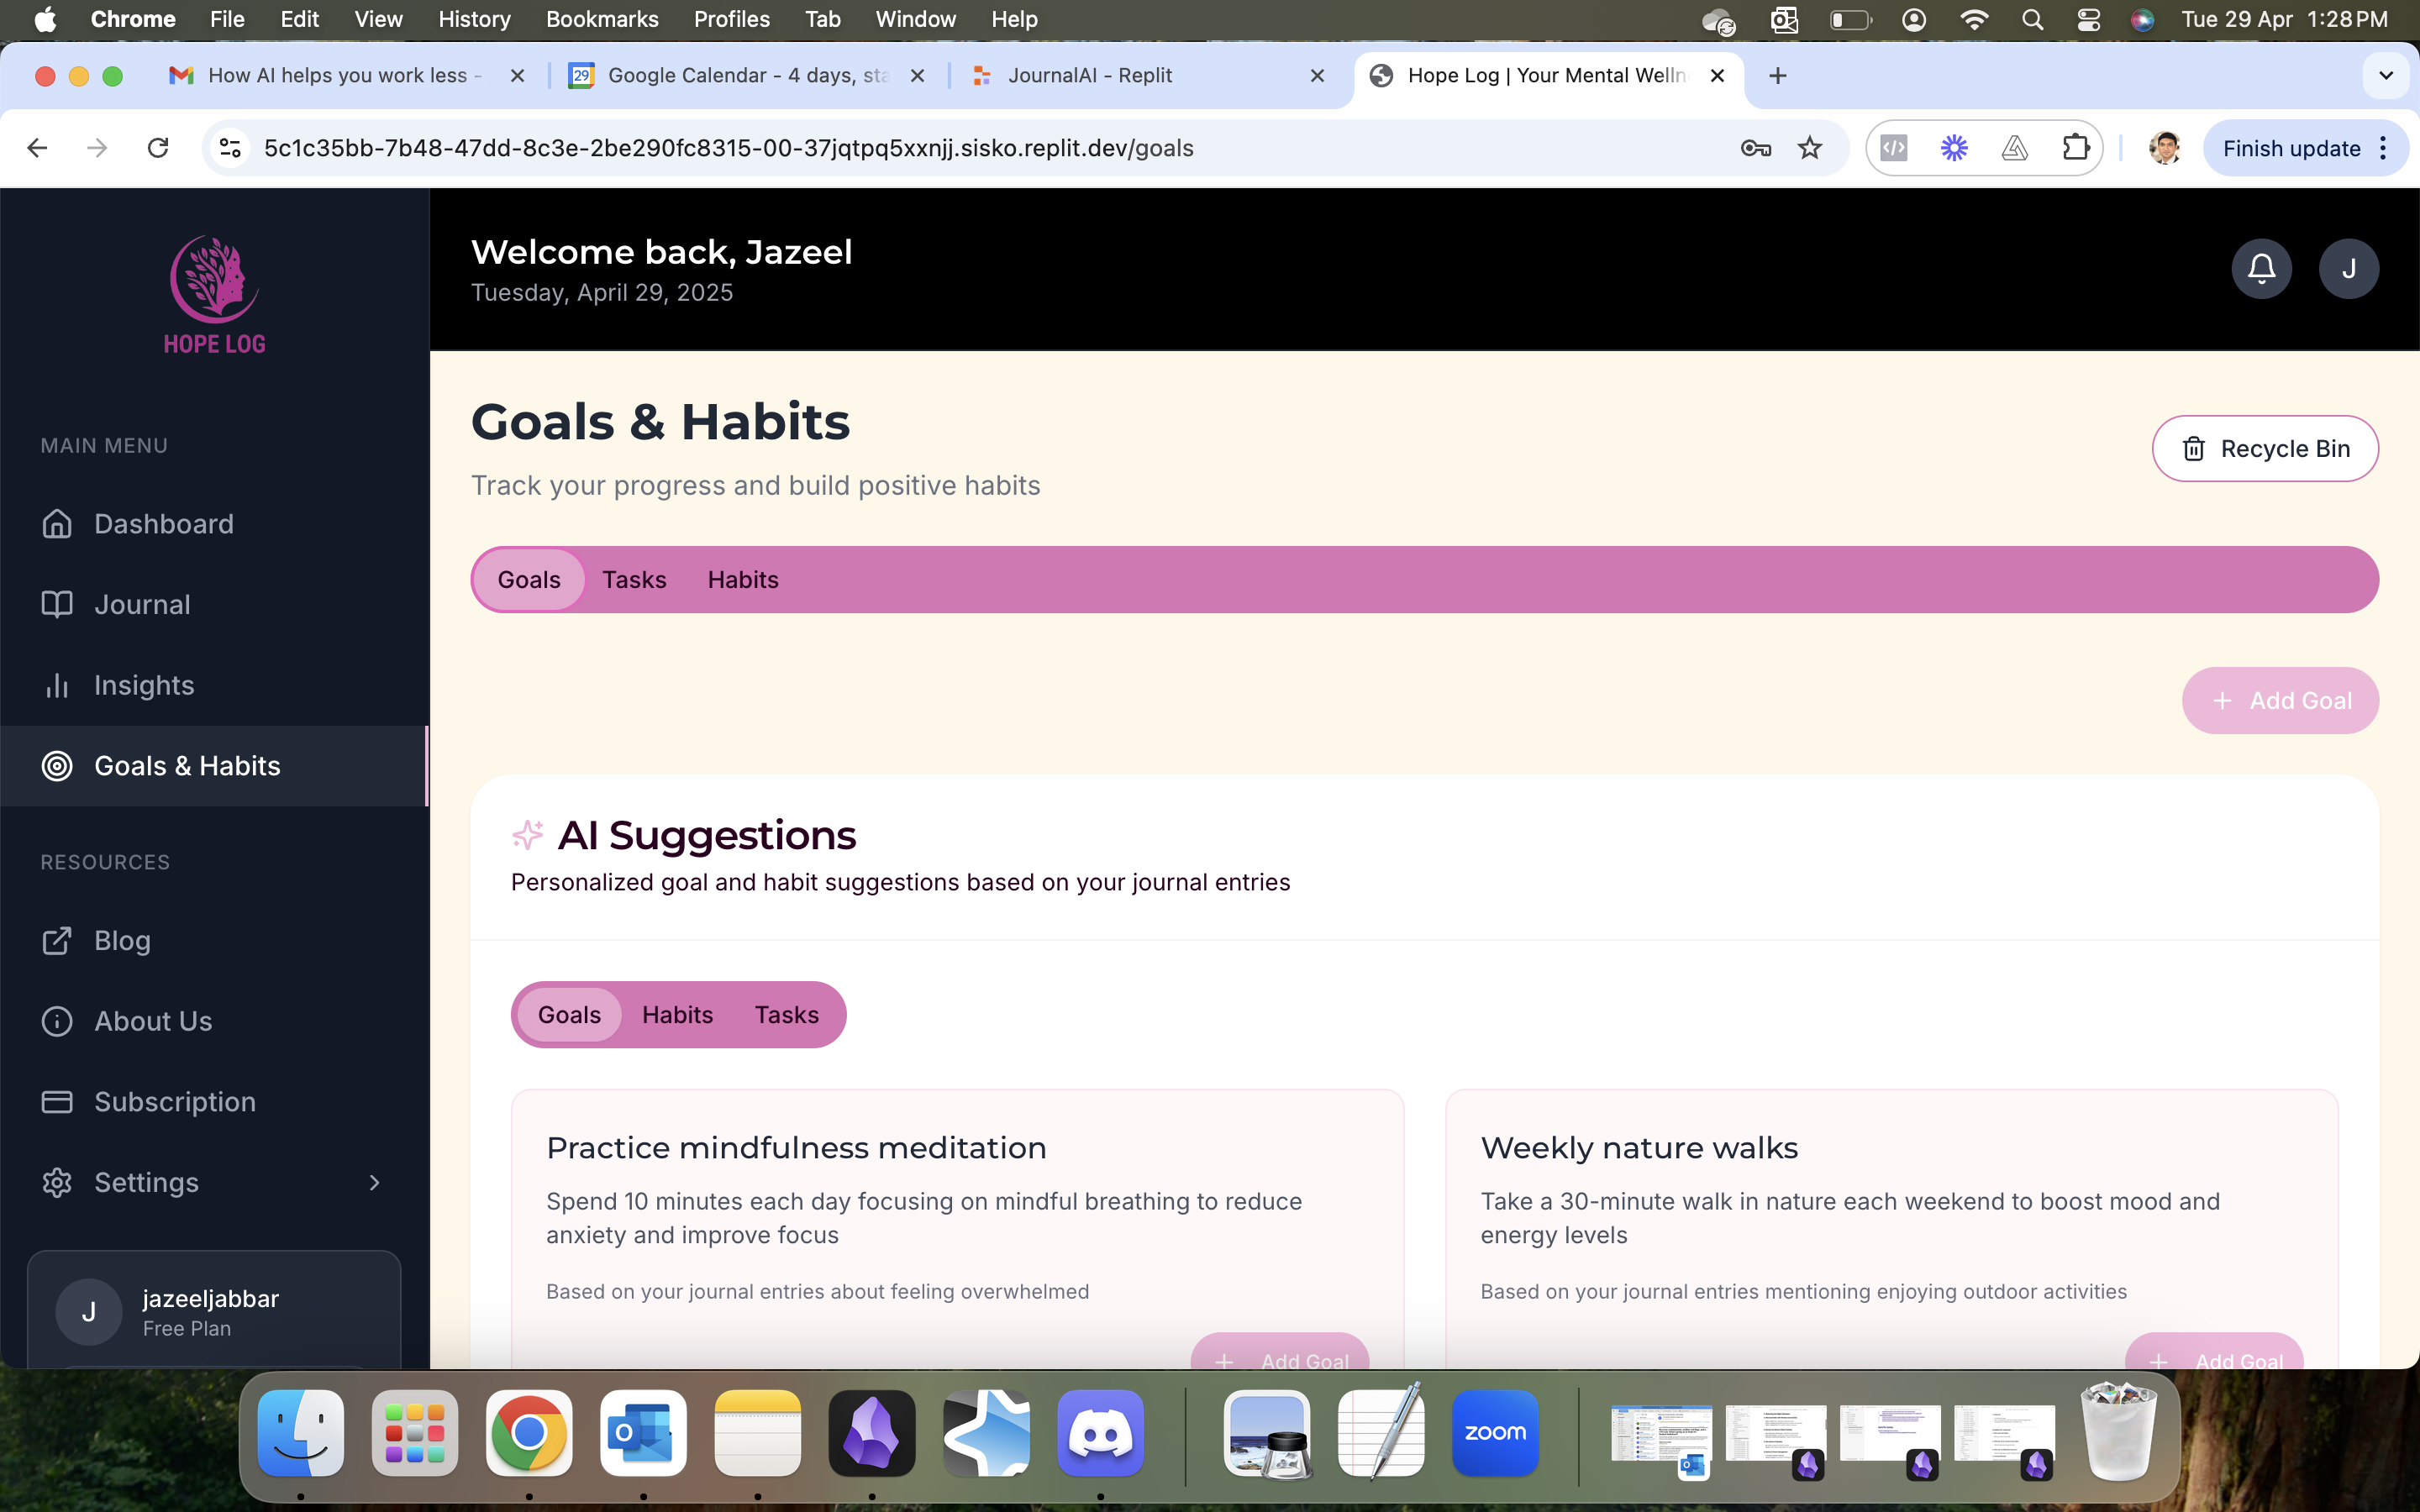 Chrome File Edit View History Bookmarks Profiles Tab Window Help Tue 29 Apr 1:28 PM
How AI helps you work less - 29 Google Calendar - 4 days, sta JournalAI - Replit Hope Log | Your Mental Welln
5c1c35bb-7b48-47dd-8c3e-2be290fc8315-00-37jqtpq5xxnjj.sisko.replit.dev/goals Finish update
HOPE LOG
MAIN MENU
Dashboard
Journal
Insights
Goals & Habits
RESOURCES
Blog
About Us
Subscription
Settings
J jazeeljabbar
Free Plan
Welcome back, Jazeel
Tuesday, April 29, 2025
J
Goals & Habits
Track your progress and build positive habits
Recycle Bin
Goals Tasks Habits
+ Add Goal
AI Suggestions
Personalized goal and habit suggestions based on your journal entries
Goals Habits Tasks
Practice mindfulness meditation
Spend 10 minutes each day focusing on mindful breathing to reduce
anxiety and improve focus
Based on your journal entries about feeling overwhelmed
+ Add Goal
Weekly nature walks
Take a 30-minute walk in nature each weekend to boost mood and
energy levels
Based on your journal entries mentioning enjoying outdoor activities
+ Add Goal
zoom